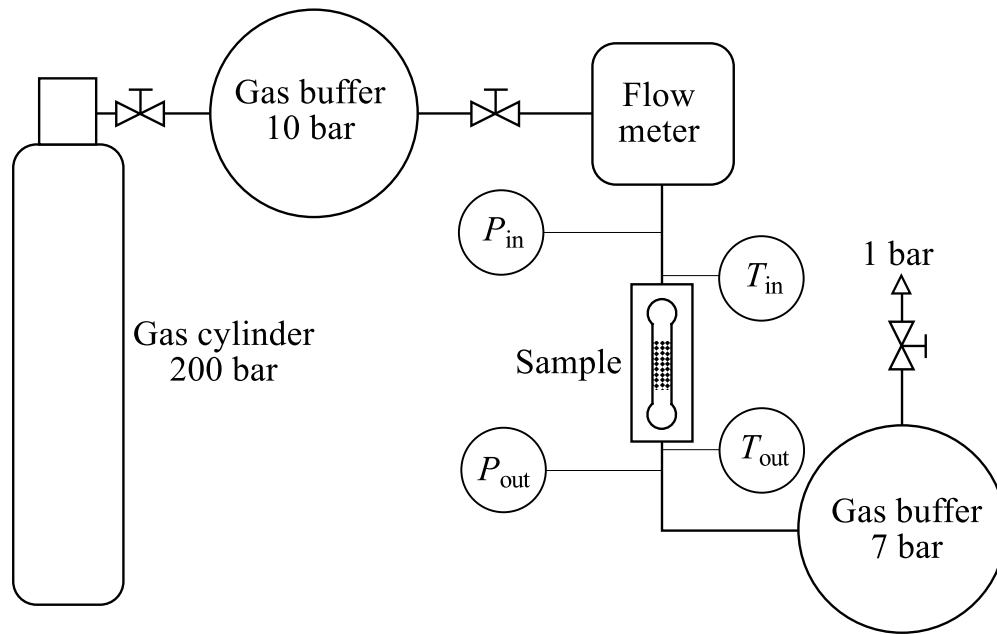 Gas buffer
10 bar
Flow
meter
P_in
T_in
1 bar
Gas cylinder
200 bar
Sample
P_out
T_out
Gas buffer
7 bar